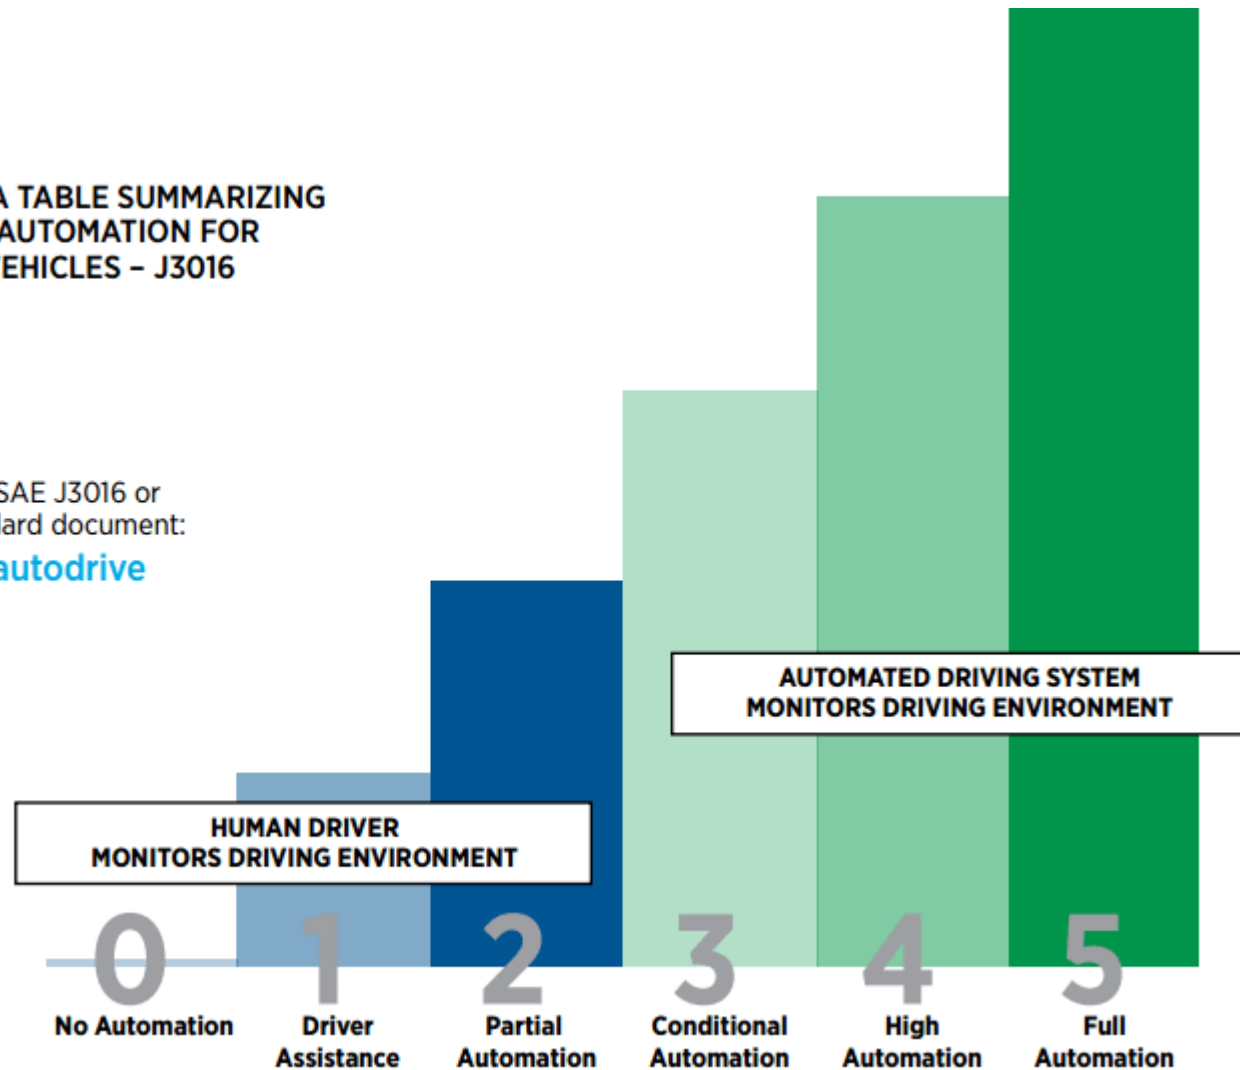 A TABLE SUMMARIZING
AUTOMATION FOR
EHICLES – J3016
SAE J3016 or
ard document:
autodrive
AUTOMATED DRIVING SYSTEM
MONITORS DRIVING ENVIRONMENT
HUMAN DRIVER
MONITORS DRIVING ENVIRONMENT
0
No Automation
1
Driver
Assistance
2
Partial
Automation
3
Conditional
Automation
4
High
Automation
5
Full
Automation